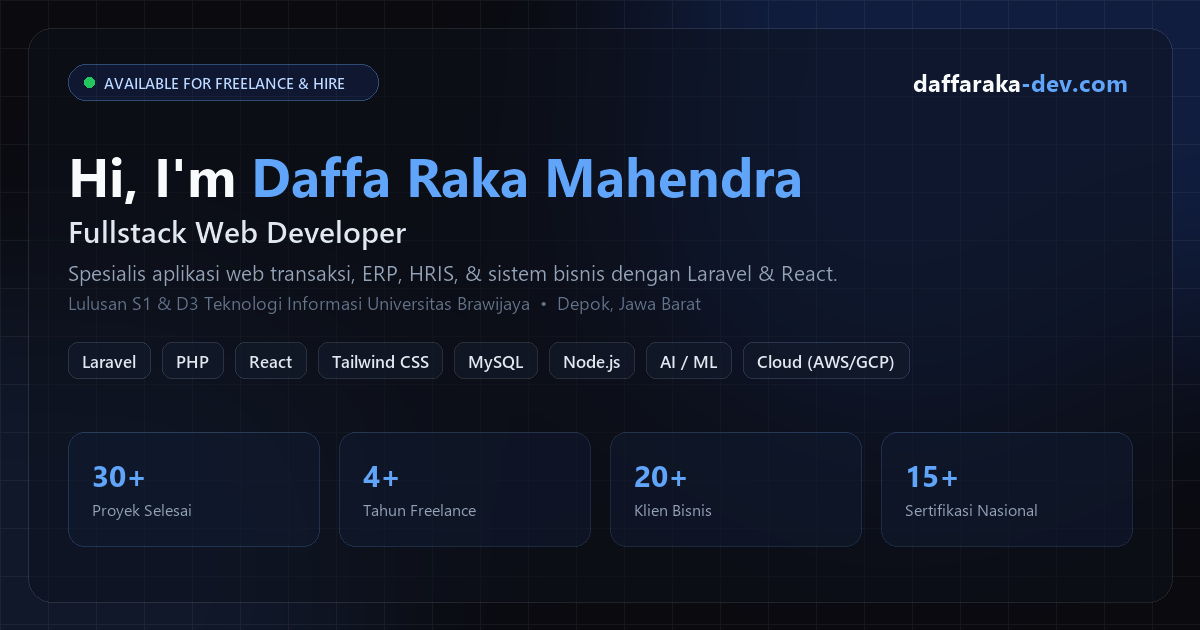 AVAILABLE FOR FREELANCE & HIRE
daffaraka-dev.com
Hi, I'm Daffa Raka Mahendra
Fullstack Web Developer
Spesialis aplikasi web transaksi, ERP, HRIS, & sistem bisnis dengan Laravel & React.
Lulusan S1 & D3 Teknologi Informasi Universitas Brawijaya • Depok, Jawa Barat
Laravel PHP React Tailwind CSS MySQL Node.js AI / ML Cloud (AWS/GCP)
30+ 4+ 20+ 15+
Proyek Selesai Tahun Freelance Klien Bisnis Sertifikasi Nasional